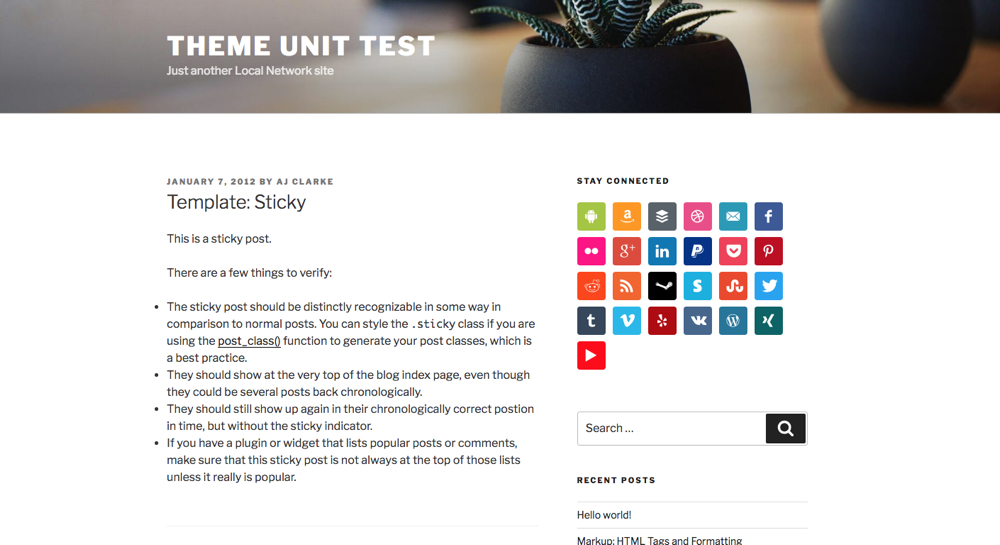 THEME UNIT TEST
Just another Local Network site
JANUARY 7, 2012 BY AJ CLARKE
Template: Sticky
This is a sticky post.
There are a few things to verify:
• The sticky post should be distinctly recognizable in some way in
comparison to normal posts. You can style the .sticky class if you are
using the post_class() function to generate your post classes, which is
a best practice.
• They should show at the very top of the blog index page, even though
they could be several posts back chronologically.
• They should still show up again in their chronologically correct postion
in time, but without the sticky indicator.
• If you have a plugin or widget that lists popular posts or comments,
make sure that this sticky post is not always at the top of those lists
unless it really is popular.
STAY CONNECTED
Search …
RECENT POSTS
Hello world!
Markup: HTML Tags and Formatting